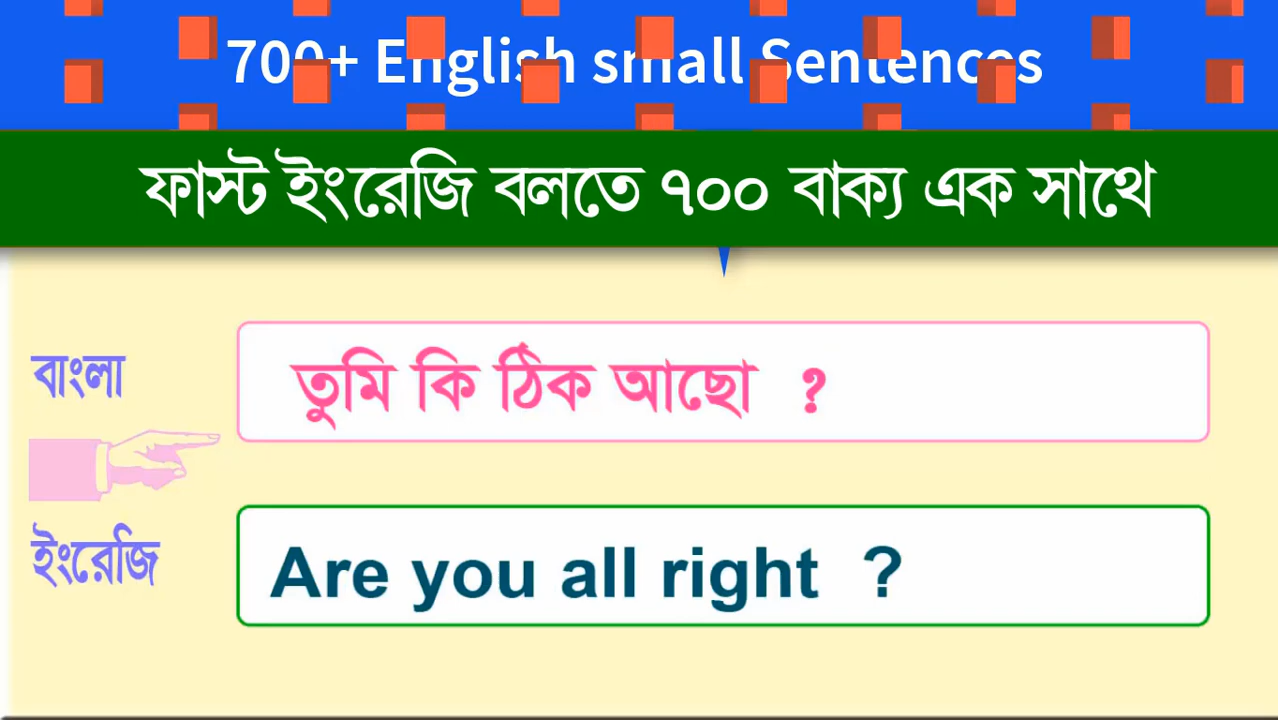 700+ English small Sentences
ফাস্ট ইংরেজি বলতে ৭০০ বাক্য এক সাথে
বাংলা
তুমি কি ঠিক আছো ?
ইংরেজি
Are you all right ?